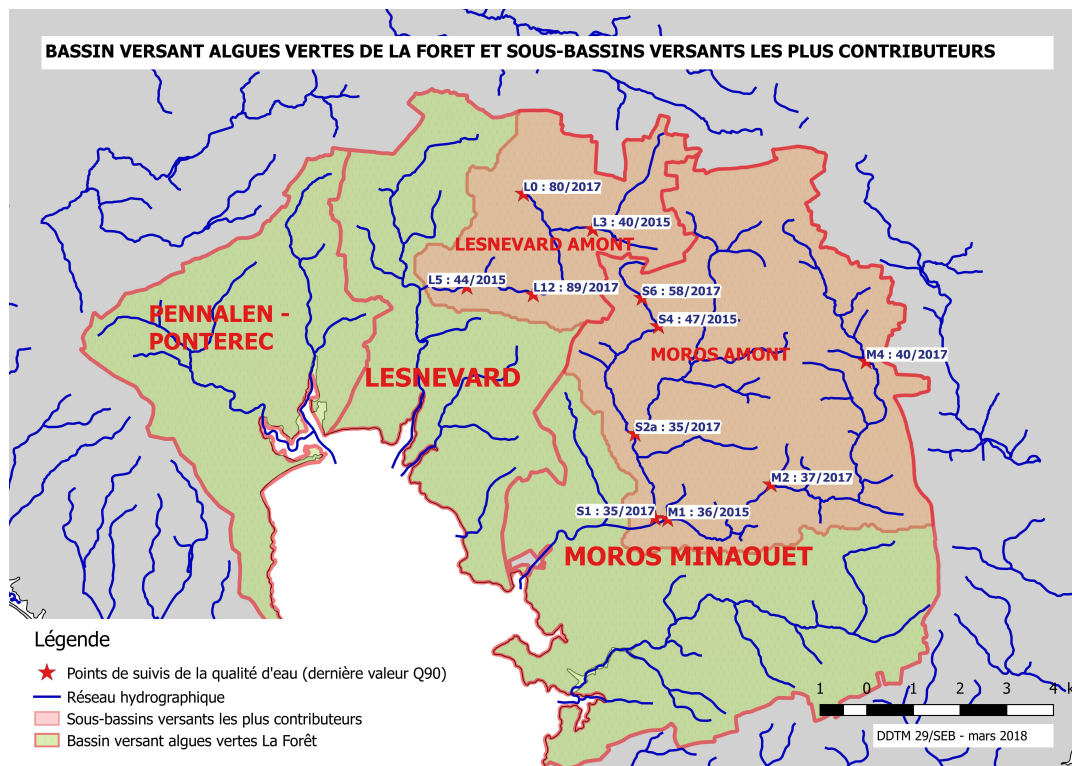 BASSIN VERSANT ALGUES VERTES DE LA FORET ET SOUS-BASSINS VERSANTS LES PLUS CONTRIBUTEURS
L0 : 80/2017
L3 : 40/2015
LESNEVARD AMONT
L5 : 44/2015
L12 : 89/2017
S6 : 58/2017
PENNALEN -
PONTEREC
S4 : 47/2015
MOROS AMONT
M4 : 40/2017
LESNEVARD
S2a : 35/2017
M2 : 37/2017
S1 : 35/2017
M1 : 36/2015
MOROS MINAOUET
Légende
Points de suivis de la qualité d'eau (dernière valeur Q90)
Réseau hydrographique
Sous-bassins versants les plus contributeurs
Bassin versant algues vertes La Forêt
1 0 1 2 3 4 k
DDTM 29/SEB - mars 2018